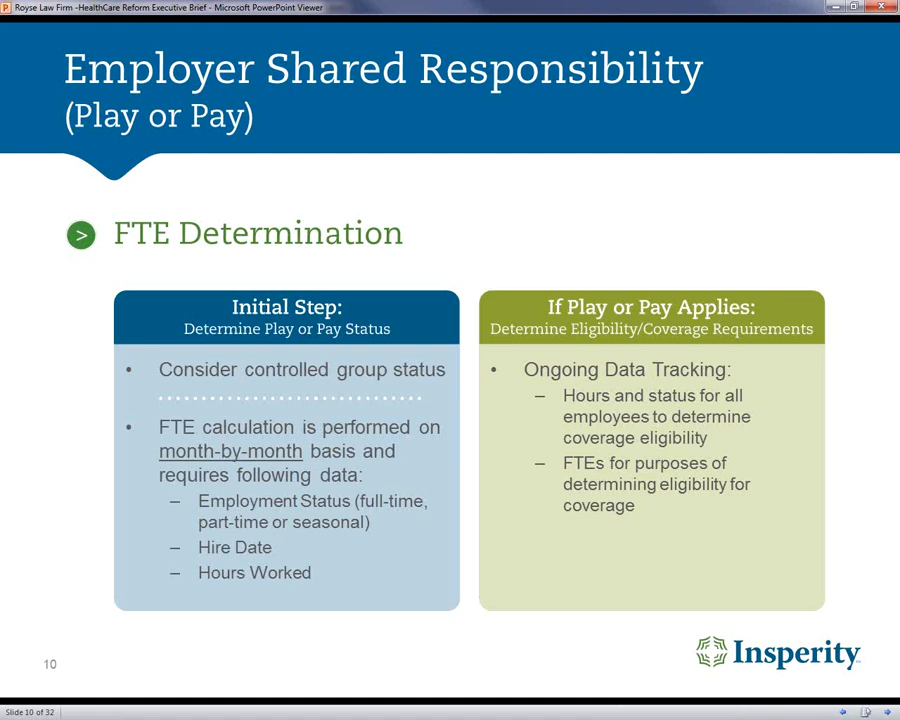 Royse Law Firm -HealthCare Reform Executive Brief - Microsoft PowerPoint Viewer
Employer Shared Responsibility
(Play or Pay)
> FTE Determination
Initial Step:
Determine Play or Pay Status
• Consider controlled group status
• FTE calculation is performed on
month-by-month basis and
requires following data:
– Employment Status (full-time,
part-time or seasonal)
– Hire Date
– Hours Worked
If Play or Pay Applies:
Determine Eligibility/Coverage Requirements
• Ongoing Data Tracking:
– Hours and status for all
employees to determine
coverage eligibility
– FTEs for purposes of
determining eligibility for
coverage
10
Insperity
Slide 10 of 32